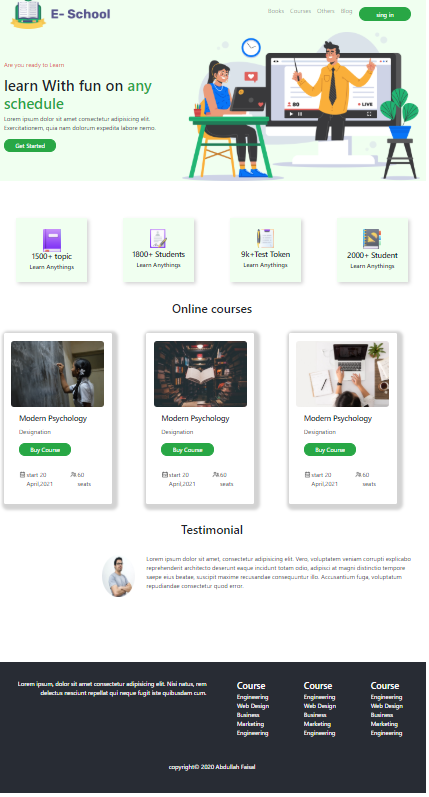 E- School
Books Courses Others Blog sing in
Are you ready to Learn
learn With fun on any
schedule
Lorem ipsum dolor sit amet consectetur adipisicing elit.
Exercitationem, quia nam dolorum expedita labore nemo.
Get Started
80 LIVE
1500+ topic
Learn Anythings
1800+ Students
Learn Anythings
9k+Test Token
Learn Anythings
2000+ Student
Learn Anythings
Online courses
Modern Psychology
Designation
Buy Course
start 20
April,2021
60
seats
Modern Psychology
Designation
Buy Course
start 20
April,2021
60
seats
Modern Psychology
Designation
Buy Course
start 20
April,2021
60
seats
Testimonial
Lorem ipsum dolor sit amet, consectetur adipisicing elit. Vero, voluptatem veniam corrupti explicabo
reprehenderit architecto deserunt eaque incidunt totam odio, adipisci at magni distinctio tempore
saepe eius beatae, suscipit maxime recusandae consequuntur illo. Accusantium fuga, voluptatum
repudiandae consectetur quod error.
Lorem ipsum, dolor sit amet consectetur adipisicing elit. Nisi natus, rem
delectus nesciunt repellat qui neque fugit iste quibusdam cum.
Course
Engineering
Web Design
Business
Marketing
Engineering
Course
Engineering
Web Design
Business
Marketing
Engineering
Course
Engineering
Web Design
Business
Marketing
Engineering
copyright© 2020 Abdullah Faisal